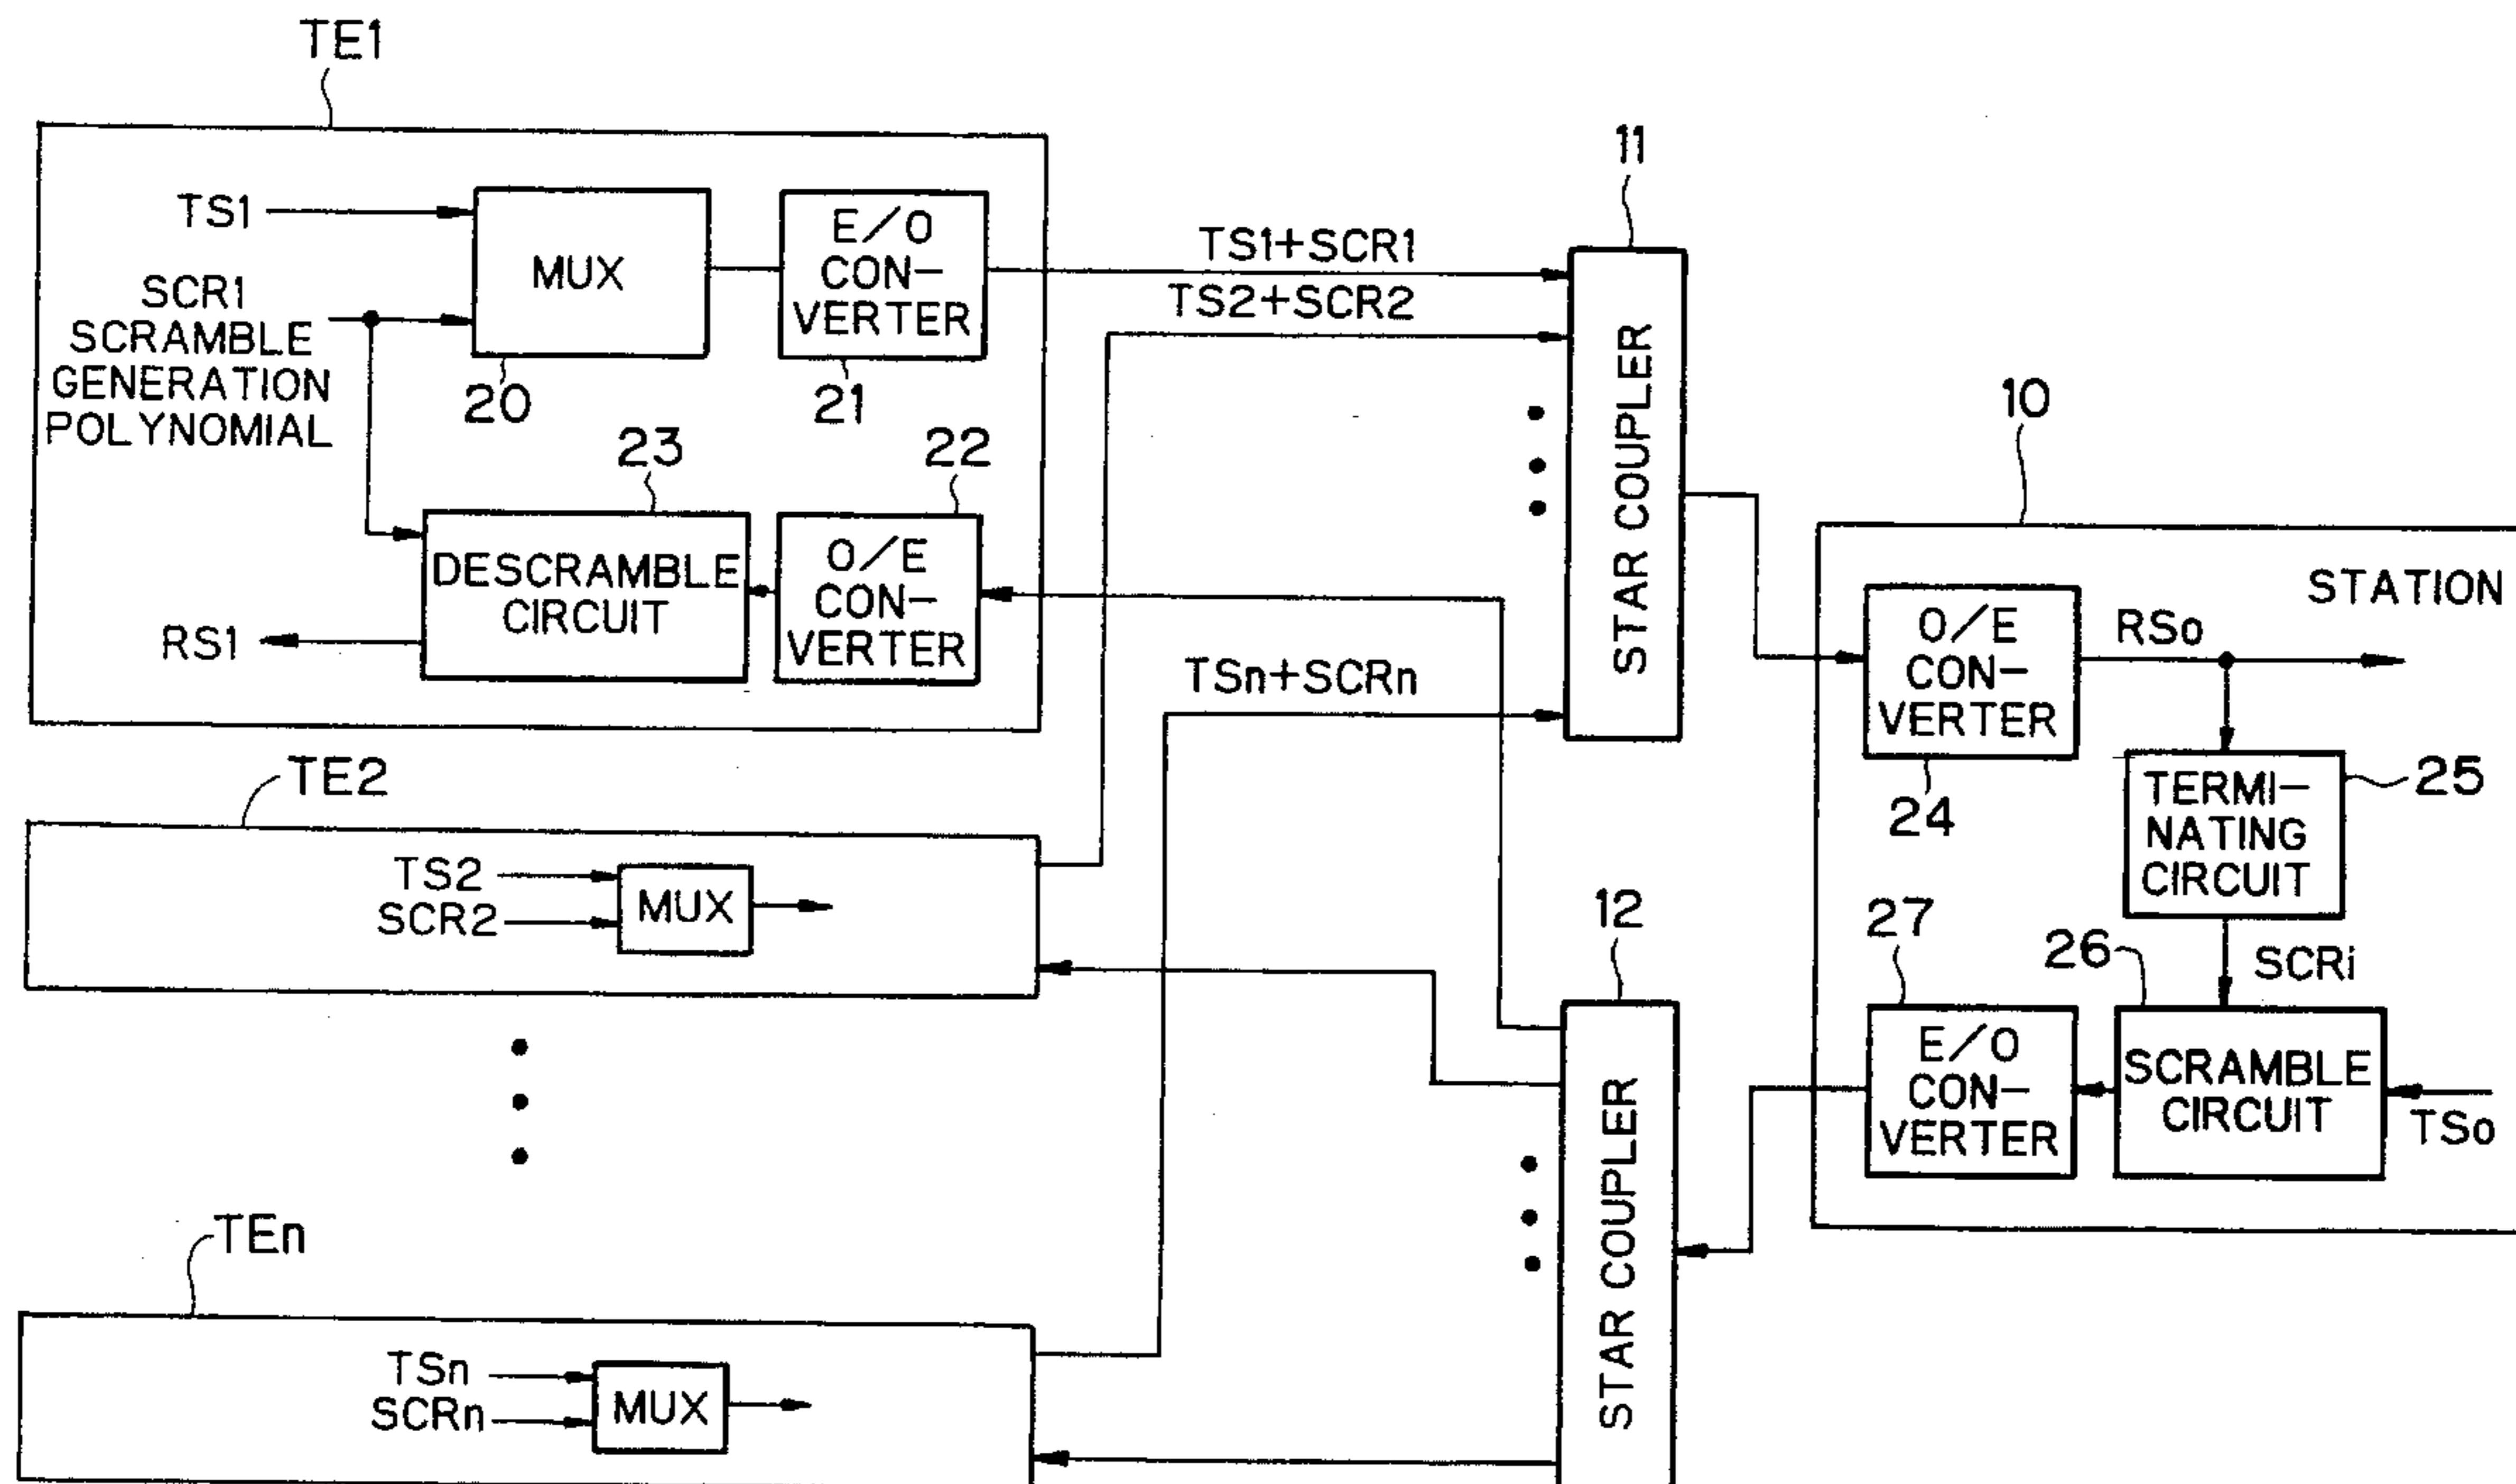 TE1
TS1
MUX
E/O
CON-
VERTER
SCR1
SCRAMBLE
GENERATION
POLYNOMIAL
20
21
23
22
DESCRAMBLE
CIRCUIT
O/E
CON-
VERTER
RS1
TS1+SCR1
TS2+SCR2
TSn+SCRn
11
STAR COUPLER
10
STATION
O/E
CON-
VERTER
RSo
24
TERMI-
NATING
CIRCUIT
25
SCRi
26
27
E/O
CON-
VERTER
SCRAMBLE
CIRCUIT
TSo
TE2
TS2
SCR2
MUX
12
STAR COUPLER
TEn
TSn
SCRn
MUX